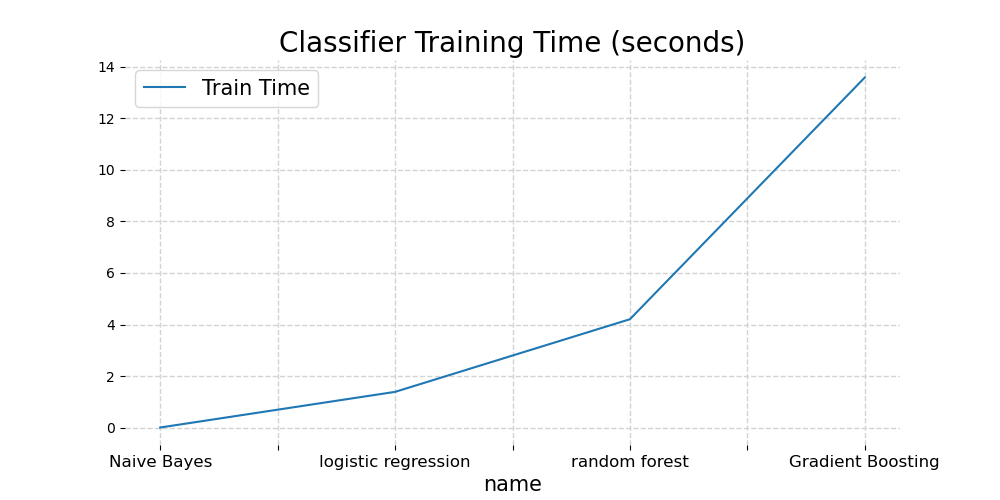 Classifier Training Time (seconds)
Train Time
14
12
10
8
6
4
2
0
Naive Bayes logistic regression random forest Gradient Boosting
name